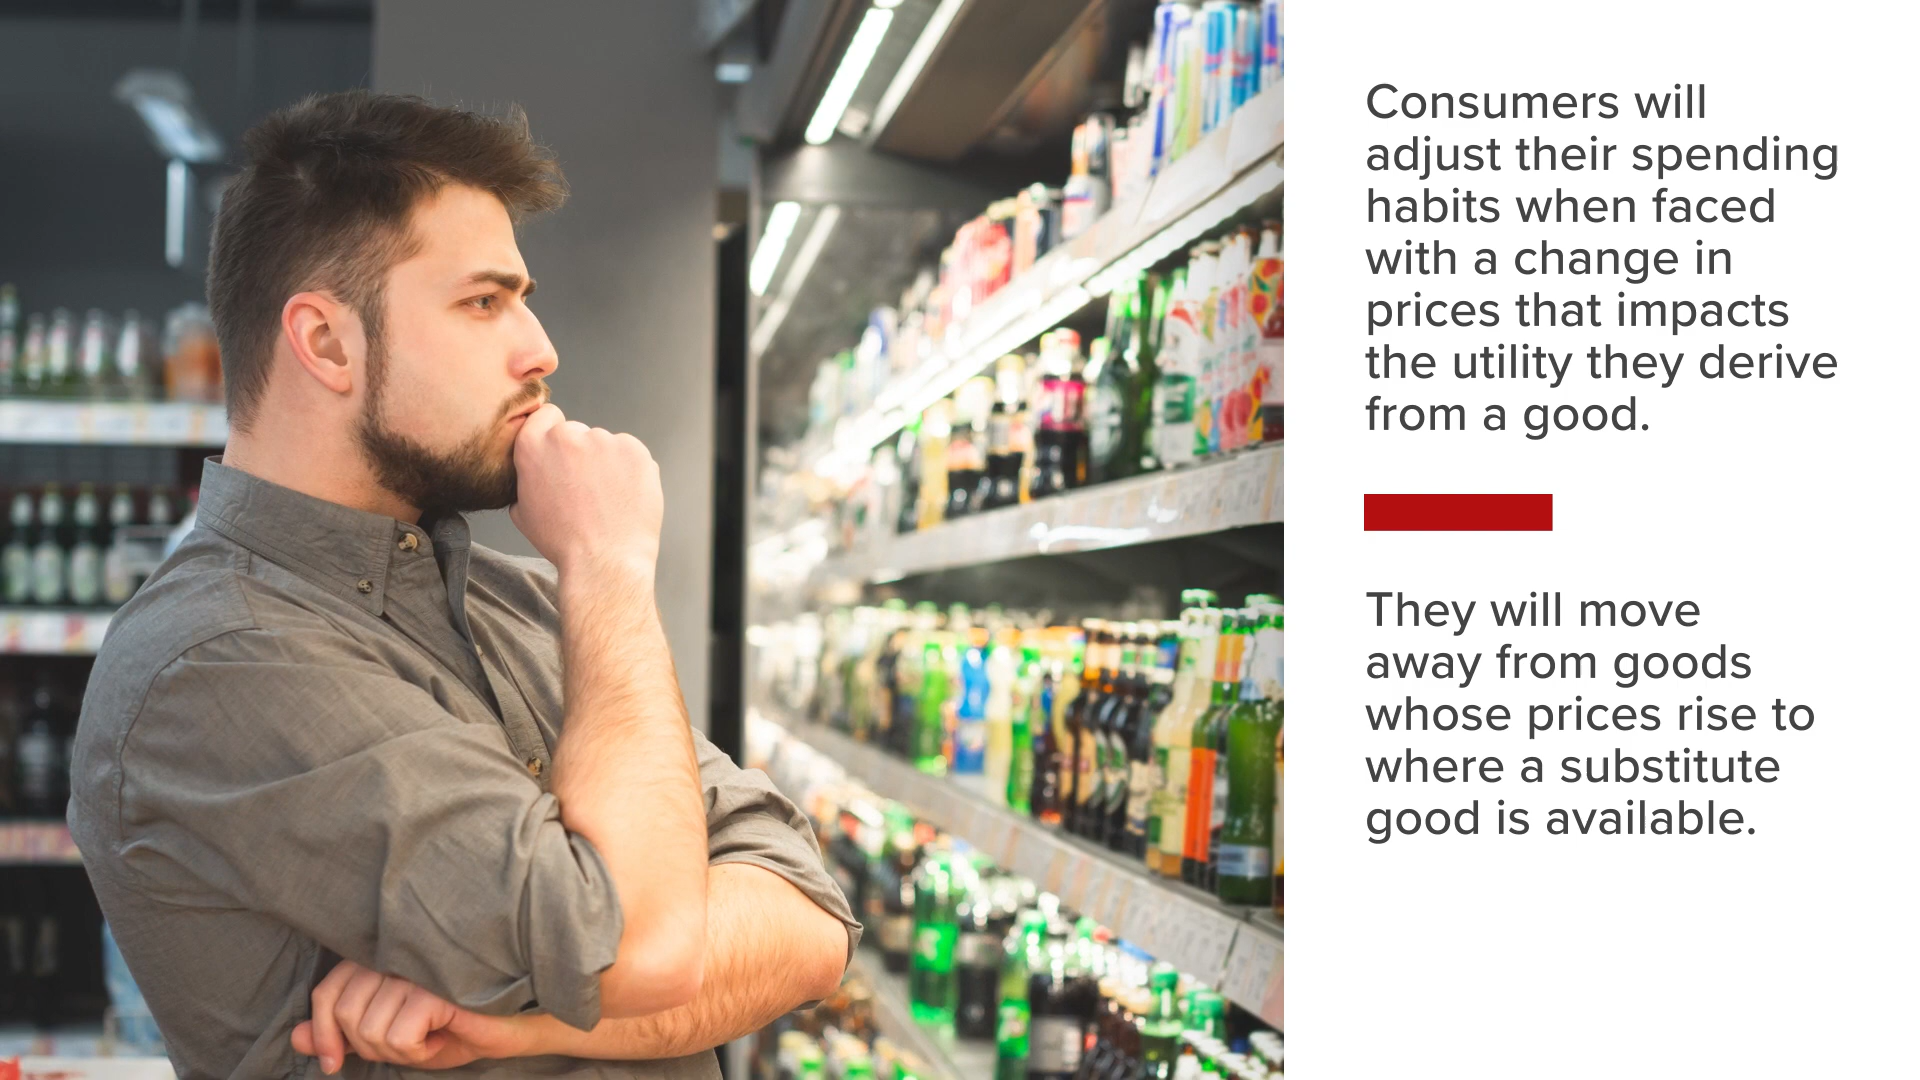 Consumers will
adjust their spending
habits when faced
with a change in
prices that impacts
the utility they derive
from a good.
They will move
away from goods
whose prices rise to
where a substitute
good is available.